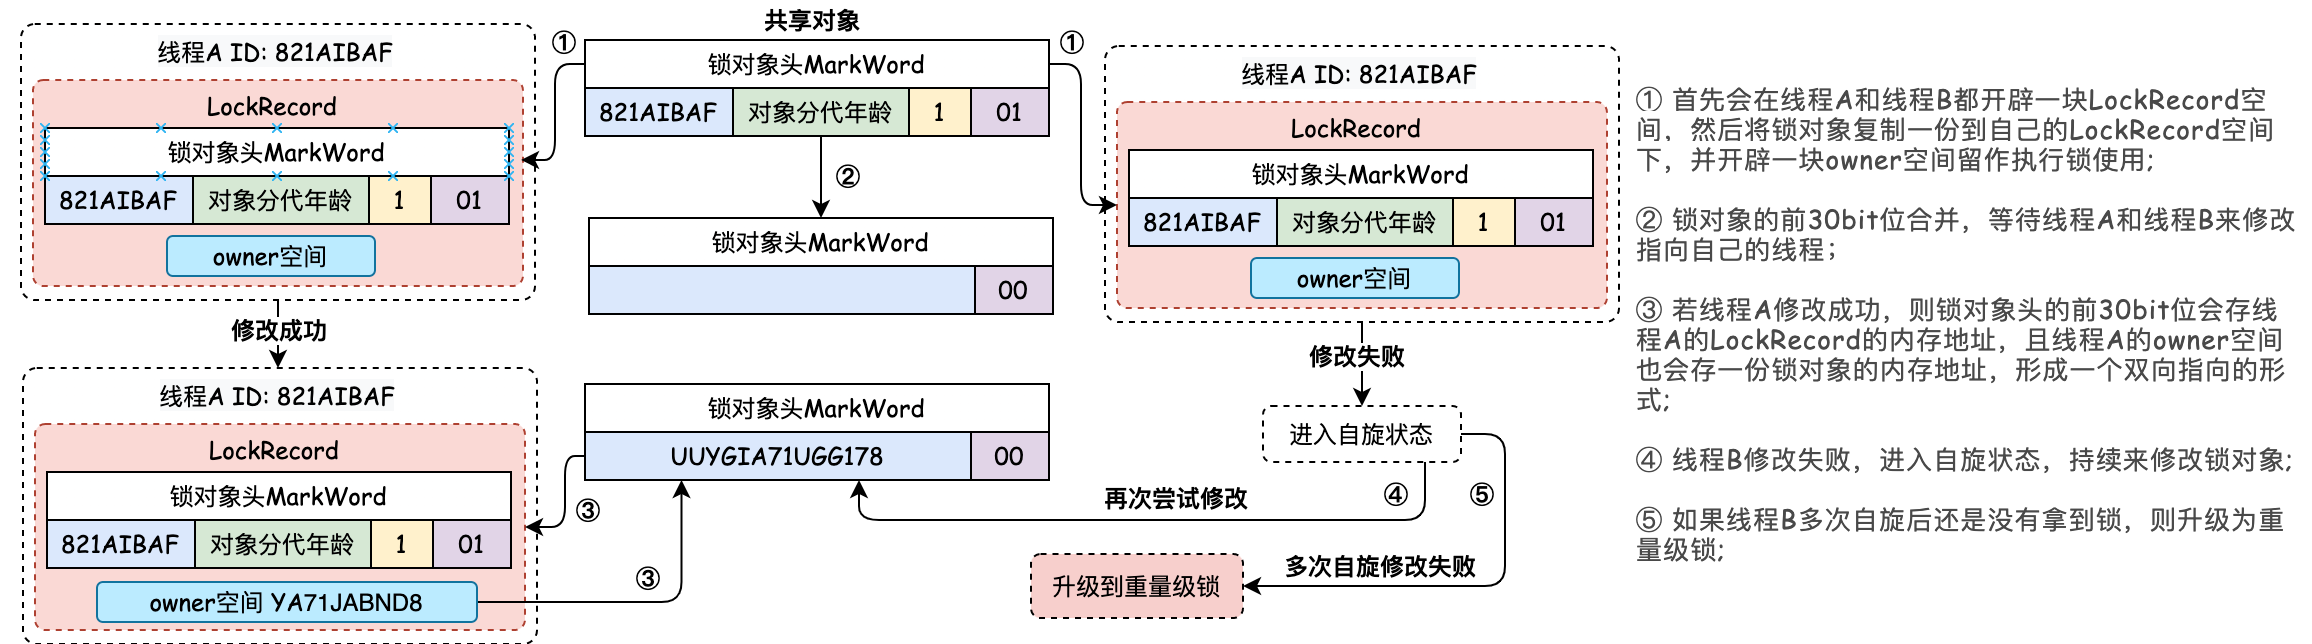 共享对象
线程A ID: 821AIBAF
LockRecord
锁对象头MarkWord
821AIBAF 对象分代年龄 1 01
owner空间
①
锁对象头MarkWord
821AIBAF 对象分代年龄 1 01
①
②
锁对象头MarkWord
00
线程A ID: 821AIBAF
LockRecord
锁对象头MarkWord
821AIBAF 对象分代年龄 1 01
owner空间
修改成功
修改失败
线程A ID: 821AIBAF
LockRecord
锁对象头MarkWord
821AIBAF 对象分代年龄 1 01
owner空间 YA71JABND8
锁对象头MarkWord
UUYGIA71UGG178 00
③
③
进入自旋状态
再次尝试修改
④
⑤
多次自旋修改失败
升级到重量级锁
① 首先会在线程A和线程B都开辟一块LockRecord空
间，然后将锁对象复制一份到自己的LockRecord空间
下，并开辟一块owner空间留作执行锁使用;
② 锁对象的前30bit位合并，等待线程A和线程B来修改
指向自己的线程；
③ 若线程A修改成功，则锁对象头的前30bit位会存线
程A的LockRecord的内存地址，且线程A的owner空间
也会存一份锁对象的内存地址，形成一个双向指向的形
式;
④ 线程B修改失败，进入自旋状态，持续来修改锁对象;
⑤ 如果线程B多次自旋后还是没有拿到锁，则升级为重
量级锁;